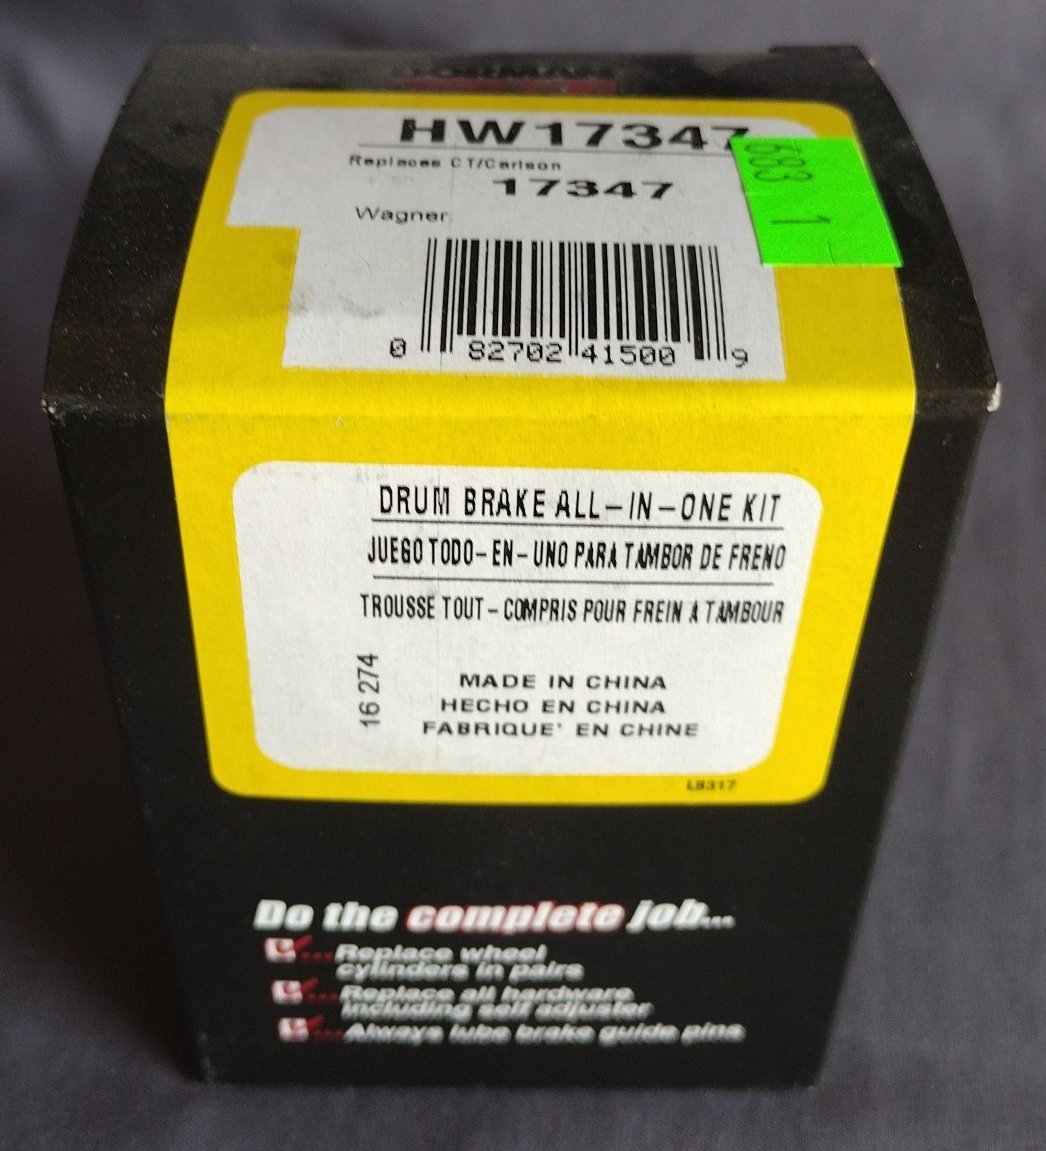 DORMAN
HW17347
683 1
Replaces CT/Carlson
17347
Wagner
0 82702 41500 9
DRUM BRAKE ALL-IN-ONE KIT
JUEGO TODO-EN-UNO PARA TAMBOR DE FRENO
TROUSSE TOUT-COMPRIS POUR FREIN A TAMBOUR
16 274
MADE IN CHINA
HECHO EN CHINA
FABRIQUE' EN CHINE
L8317
Do the complete job...
...Replace wheel
cylinders in pairs
...Replace all hardware
including self adjuster
...Always lube brake guide pins